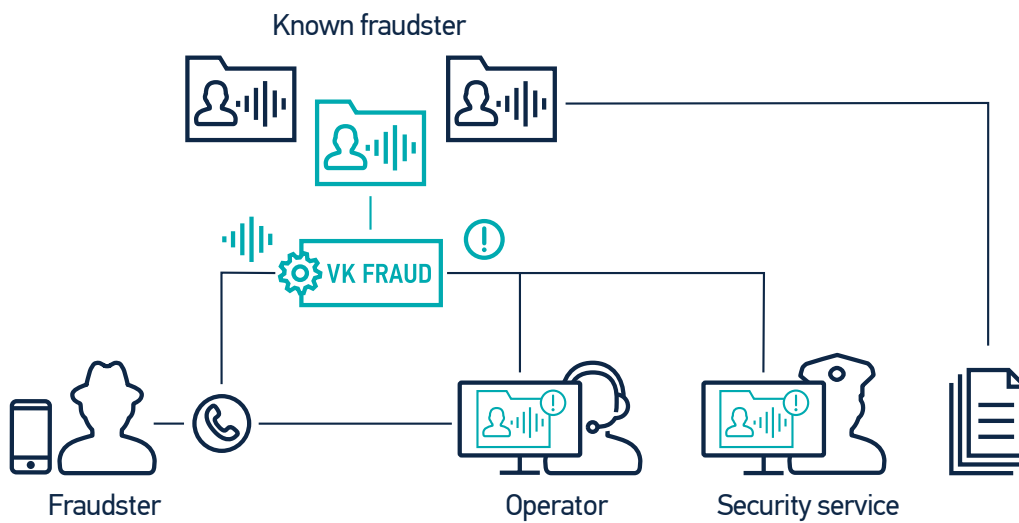 Known fraudster
VK FRAUD
Fraudster
Operator
Security service